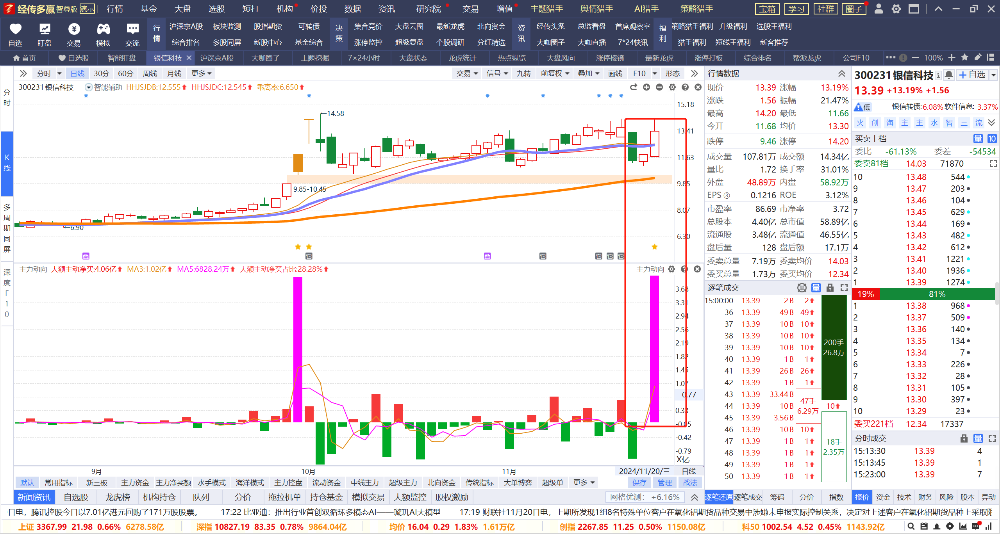 经传多赢 智尊版 演示 行情 基金 大盘 选股 短打 机构 价投 数据 资讯 研究院 交易 增值 主题猎手 舆情猎手 AI猎手 策略猎手 宝箱 学习 社群 圈子
自选 盯盘 交易 模拟 交流
行情 沪深京A股 板块监测 股指期货 可转债 决策 集合竞价 大盘云图 最新龙虎 北向资金 资讯 经传头条 总监看盘 首席观察室 福利 策略猎手福利 升级福利 选股王福利
综合排名 多股同屏 新股中心 基金综合 涨停监控 超级复盘 个股调研 分红精选 大咖圈子 大咖直播 7*24快讯 猎手福利 短线王福利 新客推荐
首页 自选股 智能盯盘 银信科技 沪深京A股 大咖圈子 主题挖掘 7×24小时 大盘状态 龙虎统计 热点纵览 大盘风向 涨停棱镜 最新龙虎 涨停打板 综合排名 帮派龙虎 公司F10 100%
分时 日线 30分 60分 周线 月线 更多 交易 信号 九转 前复权 叠加 画线 F10 形态
300231 银信科技 智能辅助 HHJSJDB:12.555 HHJSJDC:12.545 乖离率:6.650
分时
K线
多周期同屏
深度F10
15.18
14.58
13.41
11.63
9.85
9.85-10.45
8.07
6.90
6.30
主力动向 大额主动净买:4.06亿 MA3:1.02亿 MA5:6828.24万 大额主动净买占比:28.28% 主力动向
3.68
3.31
2.94
2.56
2.19
1.82
1.45
1.07
0.77
0.33
-0.05
-0.42
-0.79
X亿
9月 10月 11月 2024/11/20/三 日线
默认 常用指标 新三板 主力资金 主力净买额 水手模式 海洋模式 主力控盘 流动资金 中线主力 超级主力 北向资金 传统指标 大单博弈 超级单 更多 保存 管理 战法
新闻资讯 自选股 龙虎榜 机构持仓 队列 分价 拖拉机单 持仓基金 模拟交易 大额监控 股权激励 网格优测: +6.16%
行情数据
现价 13.39 涨幅 13.19%
涨跌 1.56 振幅 21.47%
最高 14.20 最低 11.66
今开 11.68 均价 13.30
跌停 9.46 涨停 14.20
成交量 107.81万 成交额 14.34亿
量比 1.72 换手率 31.01%
外盘 48.89万 内盘 58.92万
EPS③ 0.1216 ROE 3.12%
市盈率 86.69 市净率 3.72
总股本 4.40亿 总市值 58.89亿
流通股 3.48亿 流通值 46.55亿
盘后量 128 盘后额 17.1万
委卖总量 7.19万 委卖均价 14.03
委买总量 1.73万 委买均价 12.34
逐笔成交 单 量
15:00:00 13.39 2B 2
36 13.39 49B 49
37 13.39 10B 10
38 13.39 10B 10
39 13.39 10B 10
40 13.39 1B 1
41 13.39 26B 26
42 13.39 1B 1
43 13.39 33.44B
44 13.39 10B
45 13.39 3.56B
46 13.39 10B 10
47 13.39 1B 1
48 13.39 1B 1
49 13.39 1B 1
50 13.39 1B 1
200手
26.8万
47手
6.29万
10
18手
2.35万
逐笔还原 逐笔成交 筹码 分价 指数
300231 银信科技 自选
13.39 +13.19% +1.56
低 银信转债:6.08% 软件信息: 3.37%
火 创 海 主 主 水 智 三 流
买卖十档 量 10
委比 -61.13% 委差 -54534
委卖81档 14.03 71870
10 13.48 544
9 13.47 203
8 13.46 104
7 13.45 629
6 13.44 169
5 13.43 482
4 13.42 612
3 13.41 1221
2 13.40 1936
1 13.39 1274
19% 81%
1 13.38 968
2 13.37 509
3 13.36 140
4 13.35 134
5 13.34 7
6 13.33 226
7 13.32 28
8 13.31 105
9 13.30 397
10 13.29 23
委买221档 12.34 17337
分时成交 量
15:13:30 13.39 4
15:13:45 13.39 1
15:23:00 13.39 7
报价 资金 技术 财务 风险 股本 异动
日电，腾讯控股今日以7.01亿港元回购了171万股股票。 17:22 比亚迪：推出行业首创双循环多模态AI——璇玑AI大模型 17:19 财联社11月20日电，上期所发现1组8名特殊单位客户在氧化铝期货品种交易中涉嫌未申报实际控制关系，决定对上述客户在氧化铝期货品种上采取限
上证 3367.99 21.98 0.66% 6278.58亿 深指 10827.19 83.35 0.78% 9864.04亿 均价 16.04 0.29 1.83% 1.61万亿 创指 2267.85 11.25 0.50% 1150.08亿 科50 1002.54 4.52 0.45% 1143.92亿